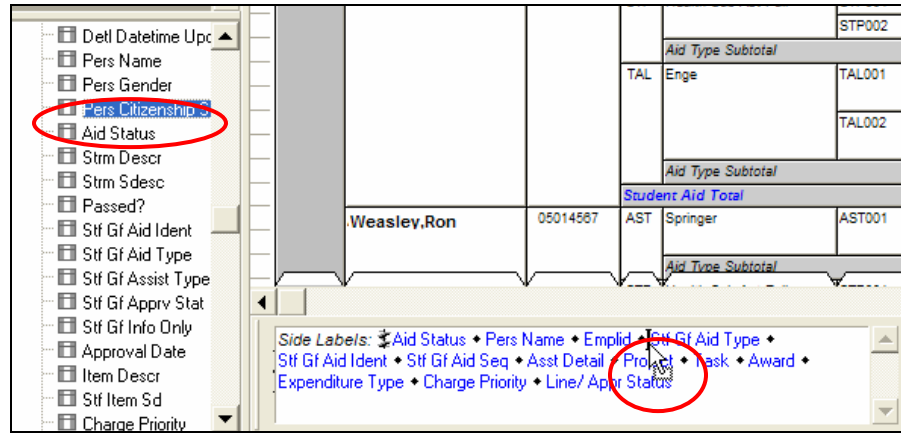 Detl Datetime Upd
Pers Name
Pers Gender
Pers Citizenship S
Aid Status
Strm Descr
Strm Sdesc
Passed?
Stf Gf Aid Ident
Stf Gf Aid Type
Stf Gf Assist Type
Stf Gf Apprv Stat
Stf Gf Info Only
Approval Date
Item Descr
Stf Item Sd
Charge Priority
STP002
Aid Type Subtotal
TAL Enge TAL001
TAL002
Aid Type Subtotal
Student Aid Total
Weasley,Ron 05014567 AST Springer AST001
Aid Type Subtotal
Side Labels: Aid Status ◆ Pers Name ◆ Emplid ◆ Stf Gf Aid Type ◆
Stf Gf Aid Ident ◆ Stf Gf Aid Seq ◆ Asst Detail ◆ Project ◆ Task ◆ Award ◆
Expenditure Type ◆ Charge Priority ◆ Line/ Appr Status